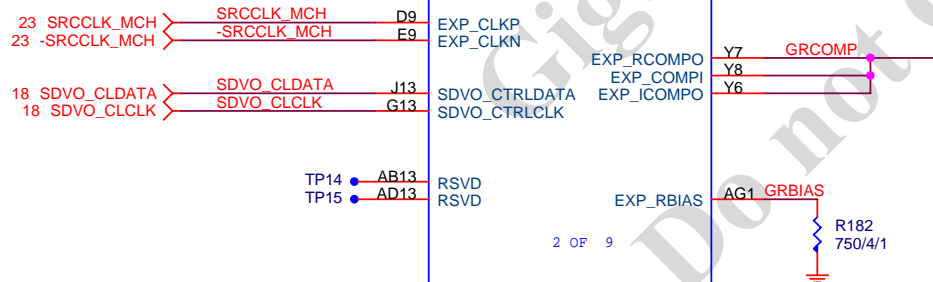 23 SRCCLK_MCH SRCCLK_MCH D9 EXP_CLKP
23 -SRCCLK_MCH -SRCCLK_MCH E9 EXP_CLKN
EXP_RCOMPO Y7 GRCOMP
EXP_COMPI Y8
EXP_ICOMPO Y6
18 SDVO_CLDATA SDVO_CLDATA J13 SDVO_CTRLDATA
18 SDVO_CLCLK SDVO_CLCLK G13 SDVO_CTRLCLK
TP14 AB13 RSVD
TP15 AD13 RSVD
EXP_RBIAS AG1 GRBIAS
R182
750/4/1
2 OF 9
Do not